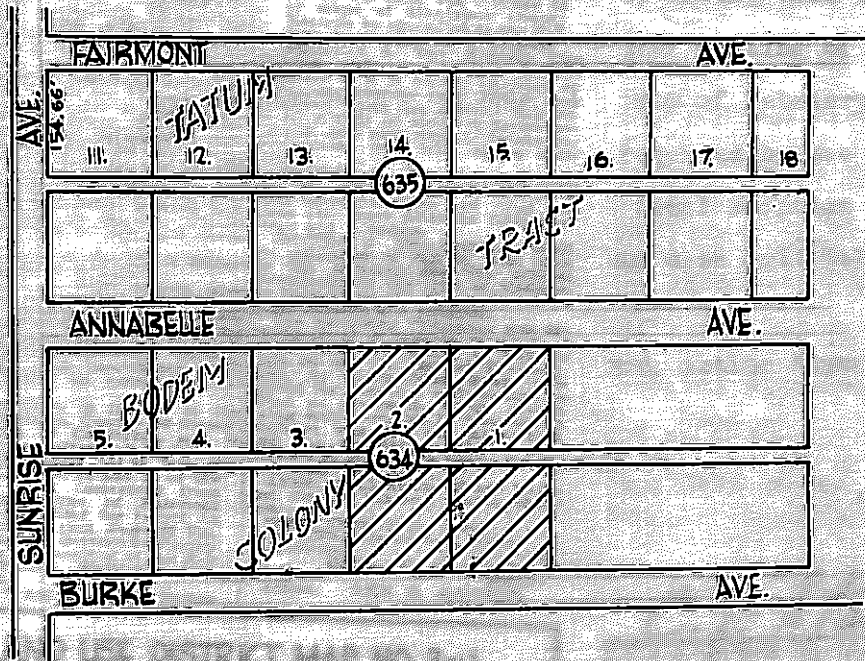 FAIRMONT AVE.
AVE.
154.66'
TATUM
11. 12. 13. 14. 15. 16. 17. 18
635
TRACT
ANNABELLE AVE.
BODEM
5. 4. 3. 2. 1.
634
SUNRISE
COLONY
BURKE AVE.